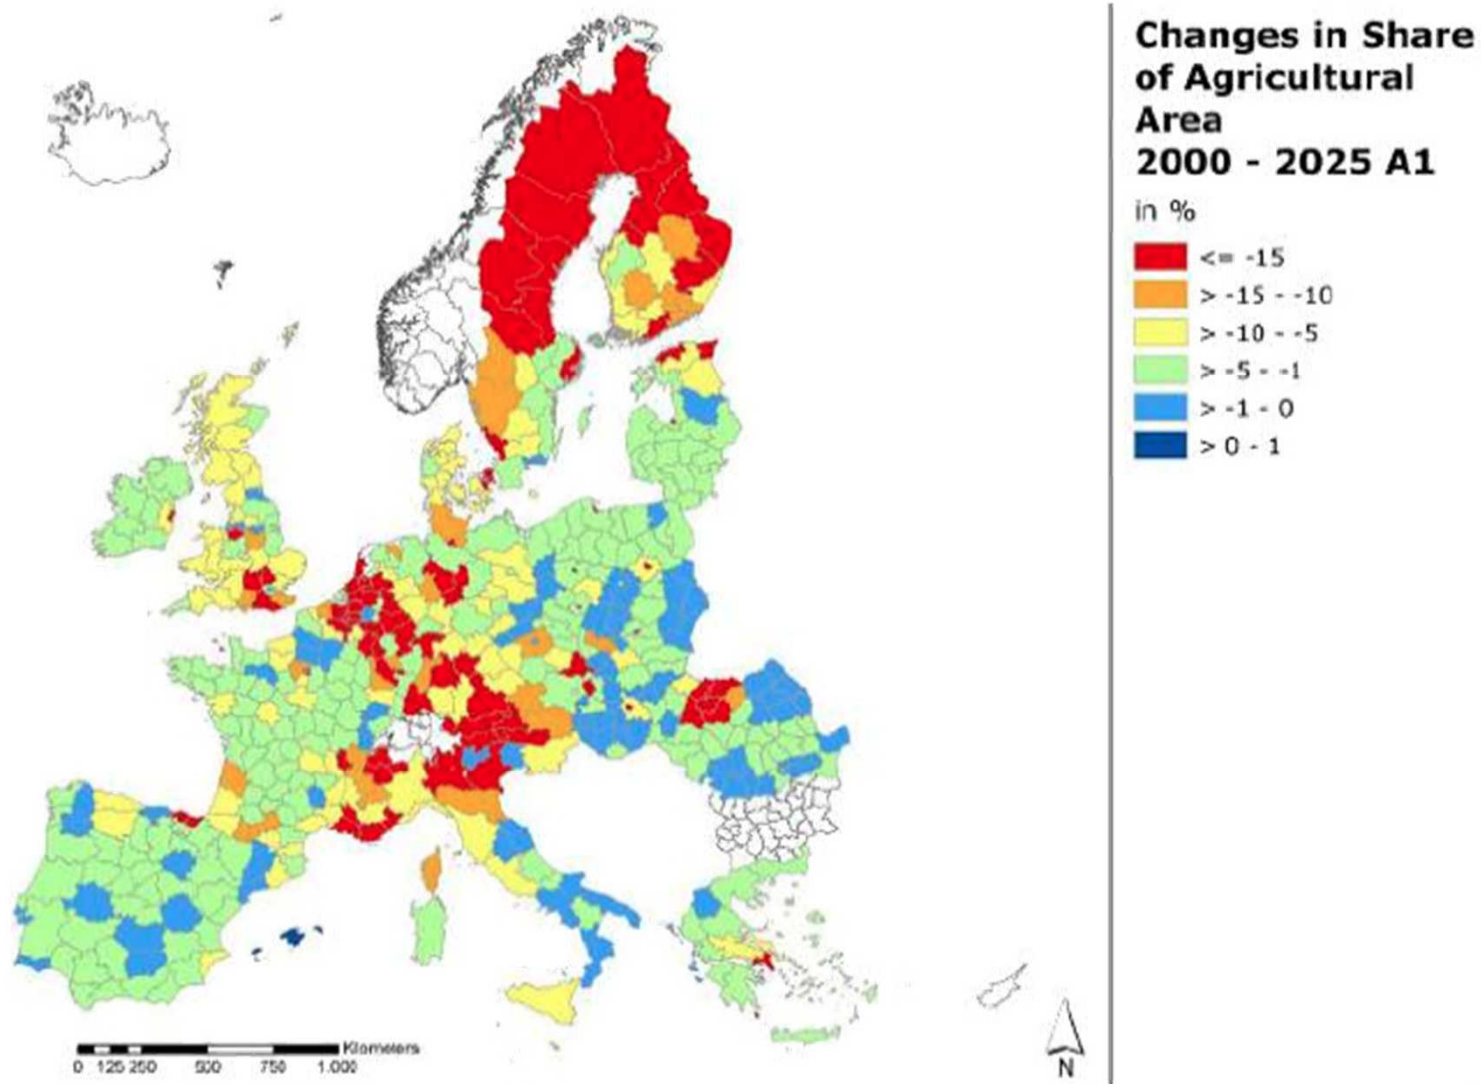 Changes in Share
of Agricultural
Area
2000 - 2025 A1
in %
<= -15
> -15 - -10
> -10 - -5
> -5 - -1
> -1 - 0
> 0 - 1
Kilometers
0 125 250 500 750 1.000
N